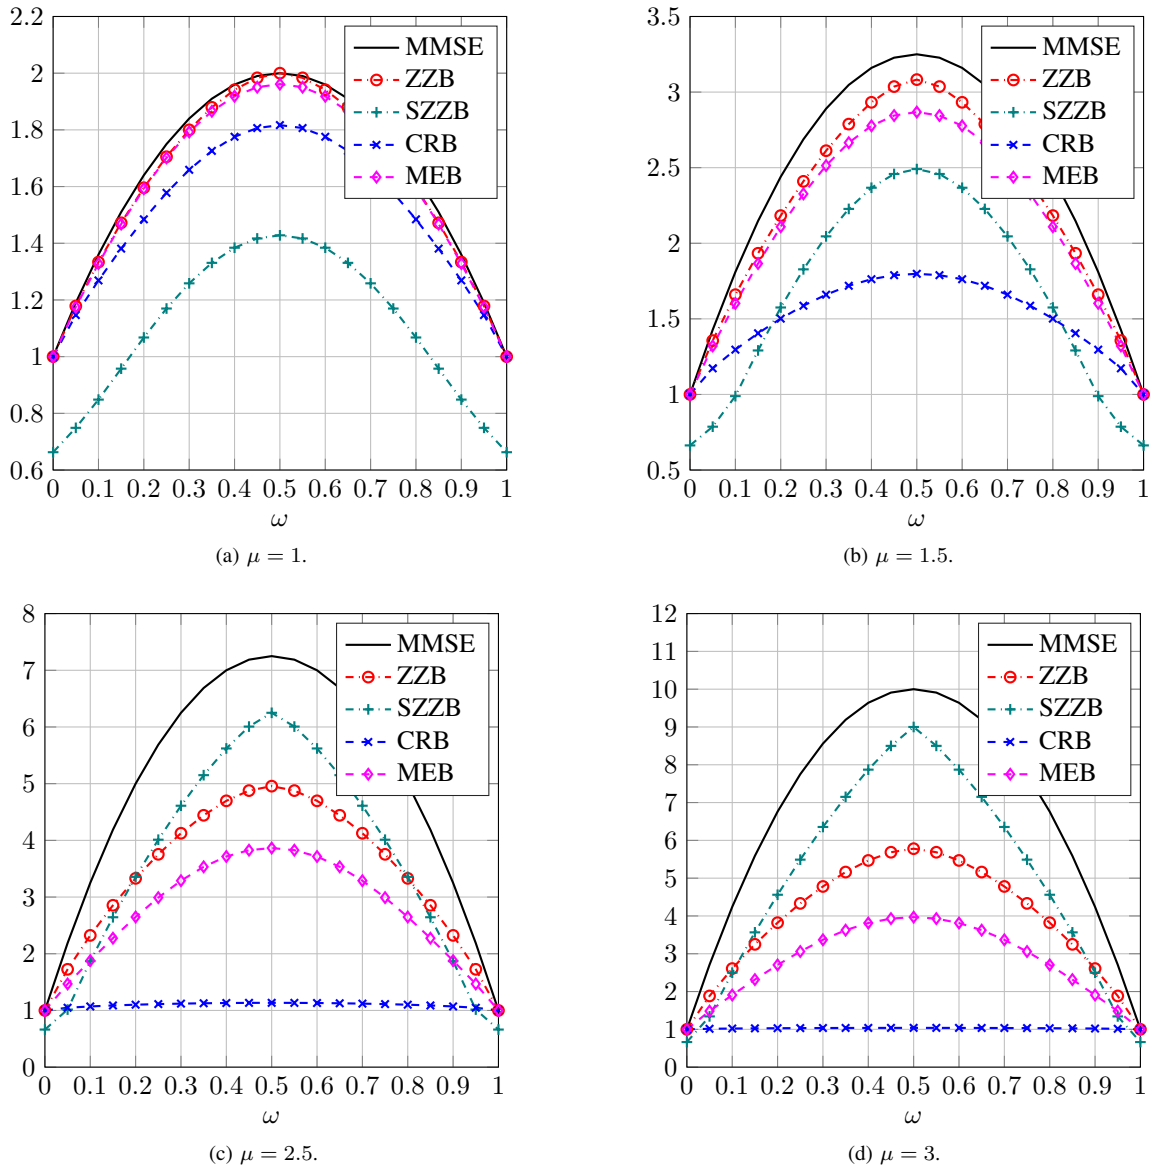 2.2
2
1.8
1.6
1.4
1.2
1
0.8
0.6
0 0.1 0.2 0.3 0.4 0.5 0.6 0.7 0.8 0.9 1
ω
MMSE
ZZB
SZZB
CRB
MEB
(a) μ = 1.
3.5
3
2.5
2
1.5
1
0.5
0 0.1 0.2 0.3 0.4 0.5 0.6 0.7 0.8 0.9 1
ω
MMSE
ZZB
SZZB
CRB
MEB
(b) μ = 1.5.
8
7
6
5
4
3
2
1
0
0 0.1 0.2 0.3 0.4 0.5 0.6 0.7 0.8 0.9 1
ω
MMSE
ZZB
SZZB
CRB
MEB
(c) μ = 2.5.
12
11
10
9
8
7
6
5
4
3
2
1
0
0 0.1 0.2 0.3 0.4 0.5 0.6 0.7 0.8 0.9 1
ω
MMSE
ZZB
SZZB
CRB
MEB
(d) μ = 3.